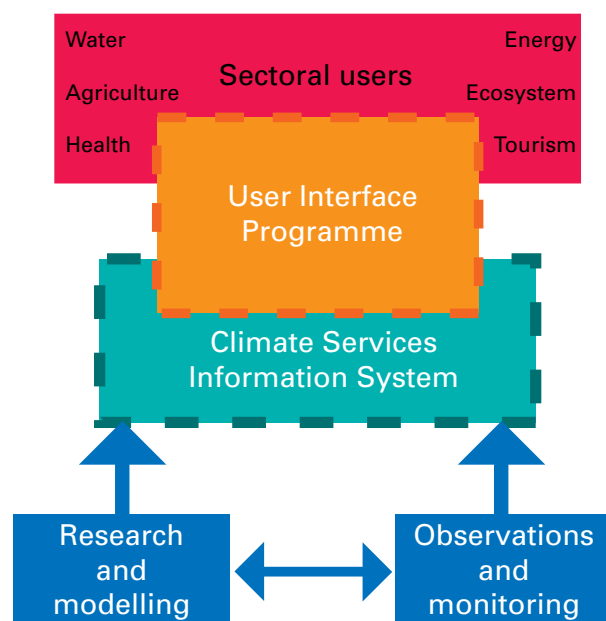 Water
Agriculture
Health
Sectoral users
Energy
Ecosystem
Tourism
User Interface
Programme
Climate Services
Information System
Research
and
modelling
Observations
and
monitoring